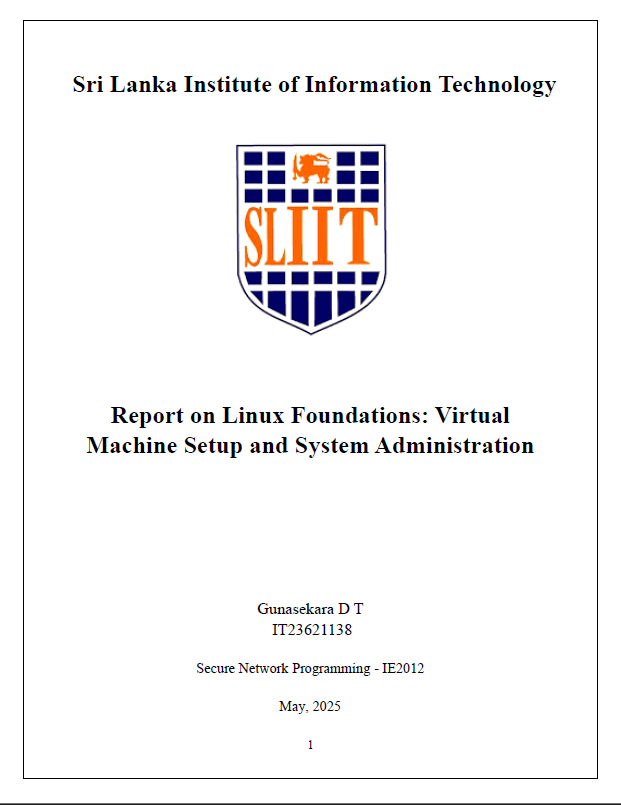 Sri Lanka Institute of Information Technology
SLIIT
Report on Linux Foundations: Virtual
Machine Setup and System Administration
Gunasekara D T
IT23621138
Secure Network Programming - IE2012
May, 2025
1